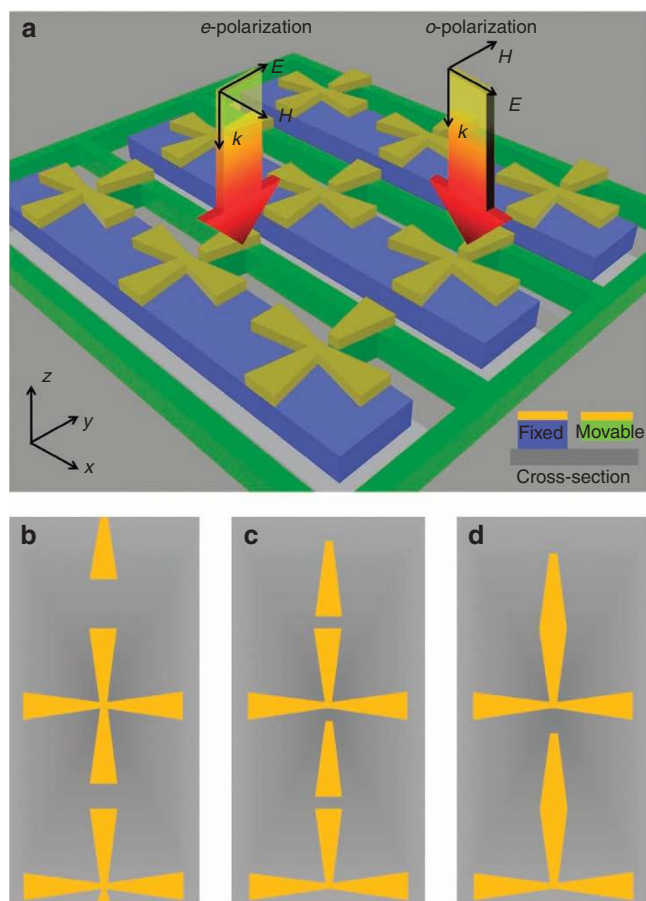 a
e-polarization
o-polarization
E
H
k
H
E
k
z
y
x
Fixed
Movable
Cross-section
b
c
d